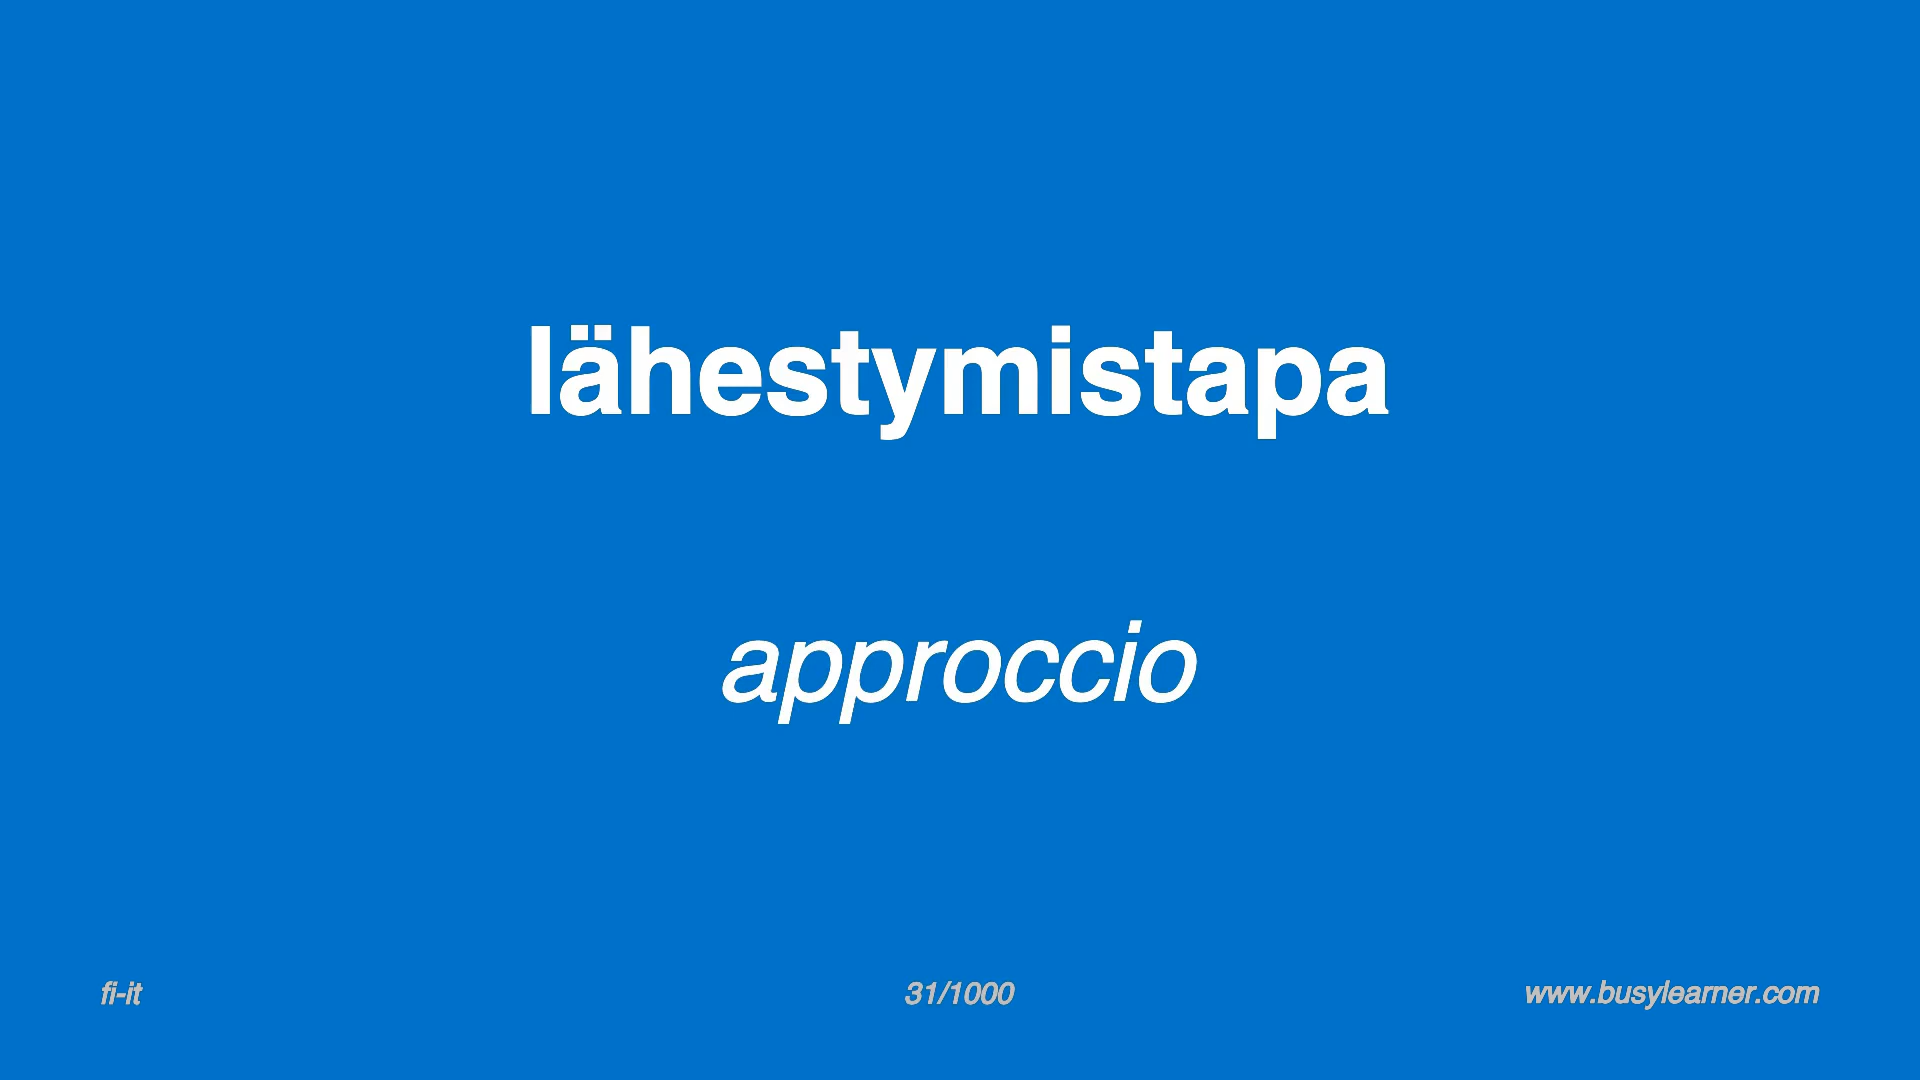 lähestymistapa
approccio
fi-it
31/1000
www.busylearner.com